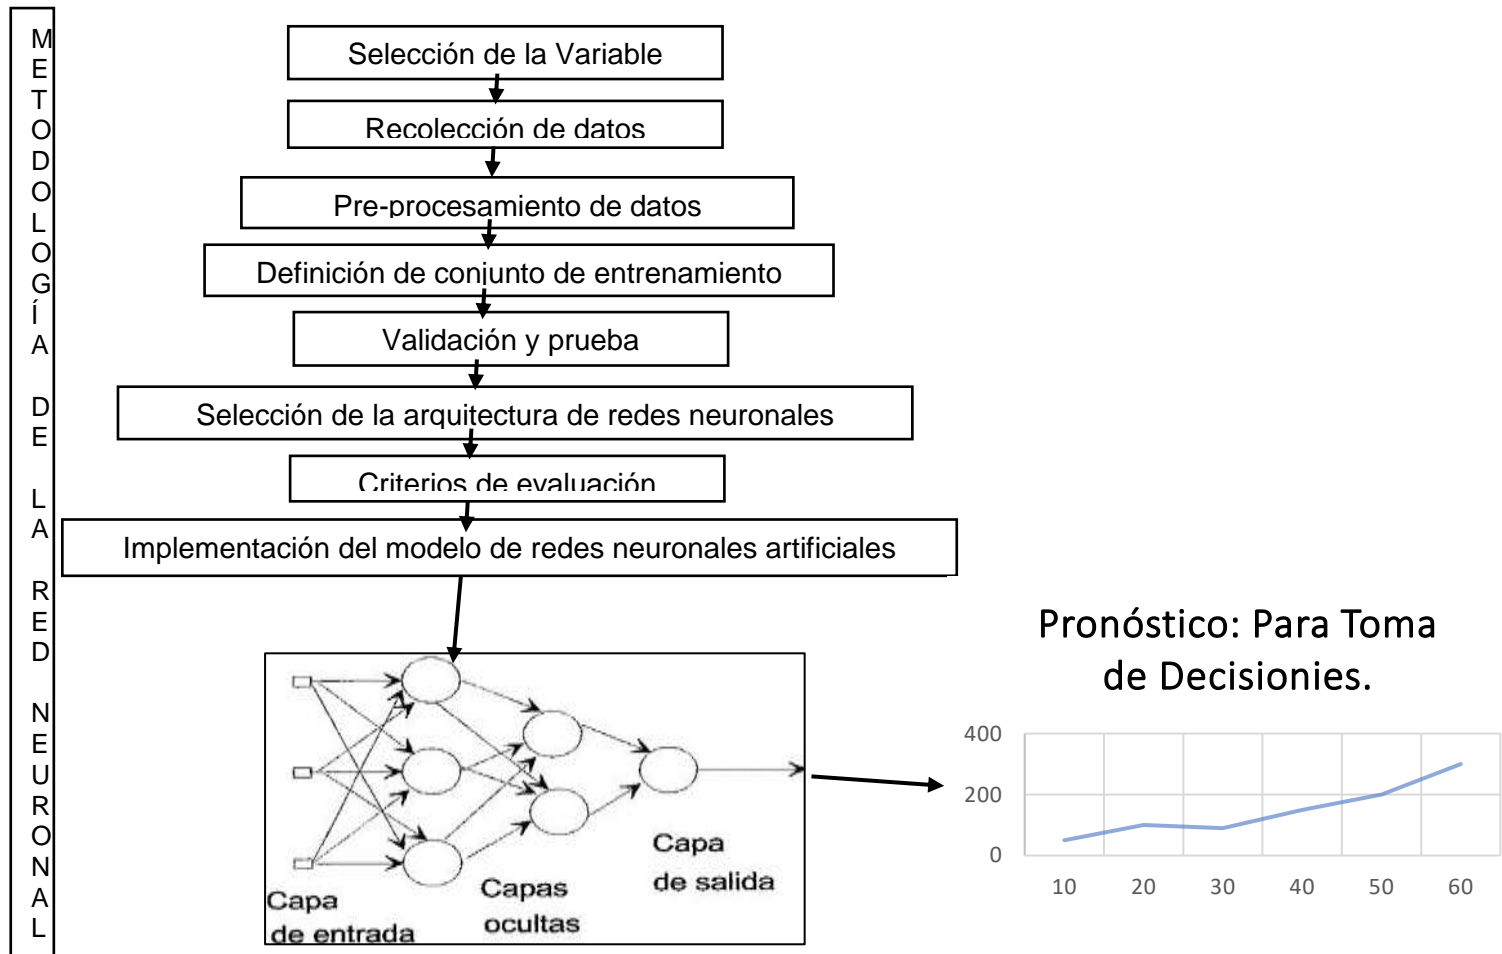 METODOLOGÍA DE LA RED NEURONAL
Selección de la Variable
Recolección de datos
Pre-procesamiento de datos
Definición de conjunto de entrenamiento
Validación y prueba
Selección de la arquitectura de redes neuronales
Criterios de evaluación
Implementación del modelo de redes neuronales artificiales
Capa
de entrada
Capas
ocultas
Capa
de salida
Pronóstico: Para Toma
de Decisionies.
400
200
0
10 20 30 40 50 60